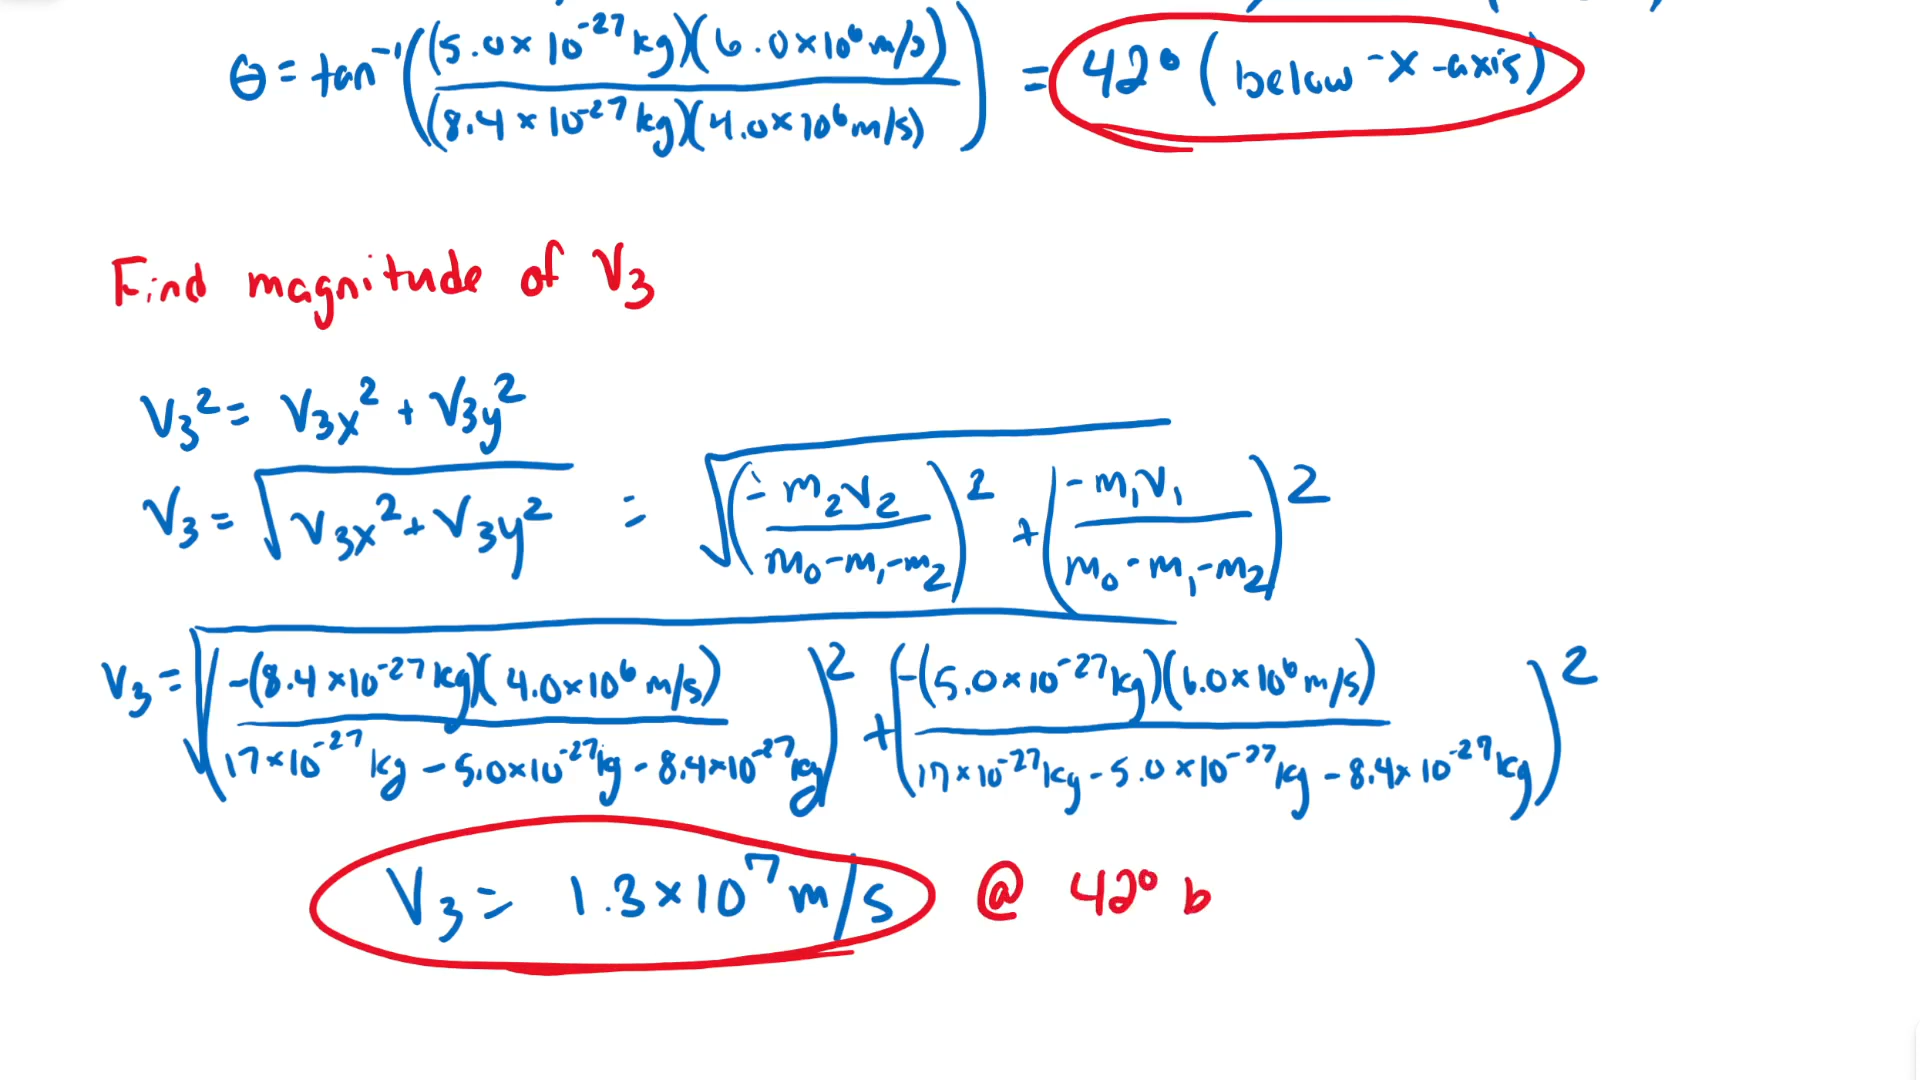 θ = tan⁻¹( (5.0 × 10⁻²⁷ kg)(6.0 × 10⁶ m/s) / (8.4 × 10⁻²⁷ kg)(4.0 × 10⁶ m/s) ) = 42° ( below -x -axis)
Find magnitude of V₃
V₃² = V₃x² + V₃y²
V₃ = √(V₃x² + V₃y²) = √( ( -m₂V₂ / m₀-m₁-m₂ )² + ( -m₁V₁ / m₀-m₁-m₂ )² )
V₃ = √( ( -(8.4 × 10⁻²⁷ kg)(4.0 × 10⁶ m/s) / 17 × 10⁻²⁷ kg - 5.0 × 10⁻²⁷ kg - 8.4 × 10⁻²⁷ kg )² + ( -(5.0 × 10⁻²⁷ kg)(6.0 × 10⁶ m/s) / 17 × 10⁻²⁷ kg - 5.0 × 10⁻²⁷ kg - 8.4 × 10⁻²⁷ kg )² )
V₃ = 1.3 × 10⁷ m/s @ 42° b